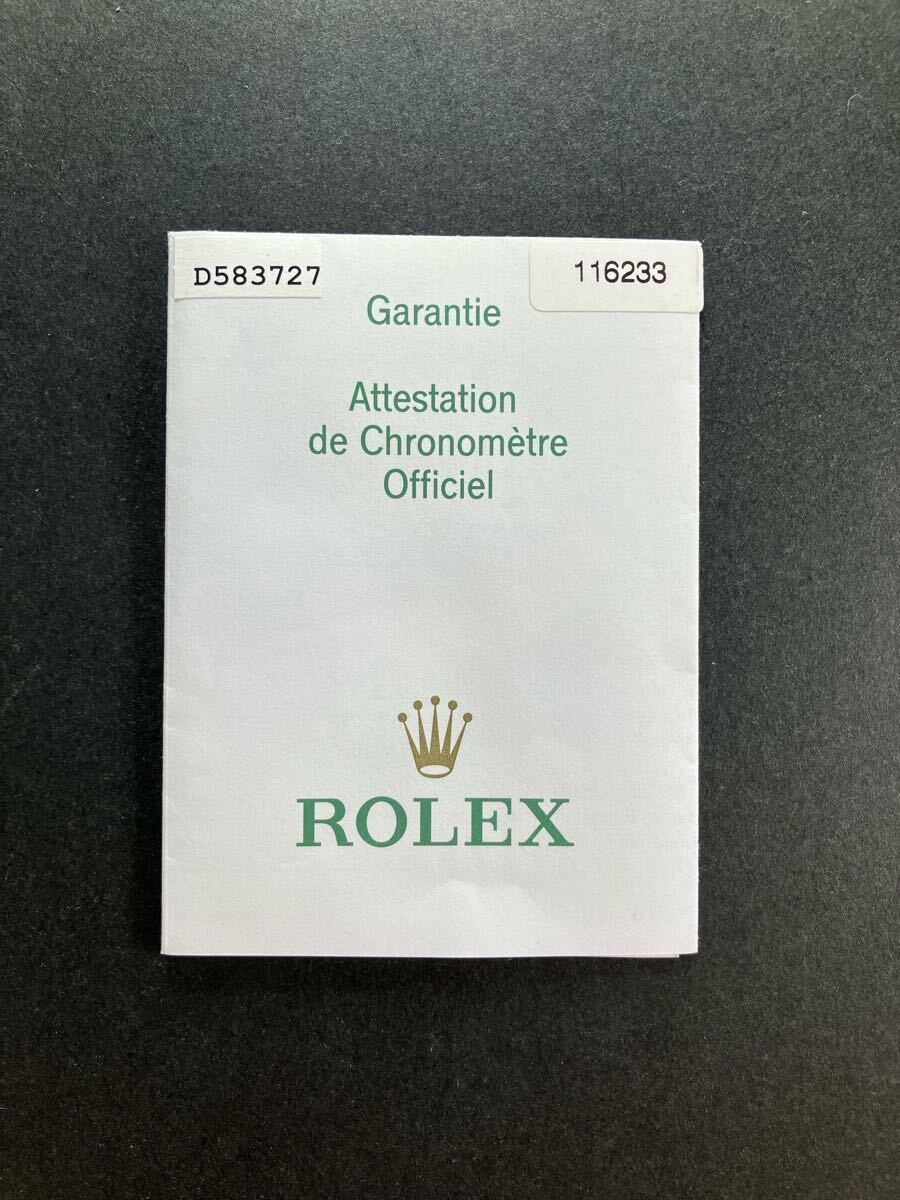 D583727
116233
Garantie
Attestation
de Chronomètre
Officiel
ROLEX